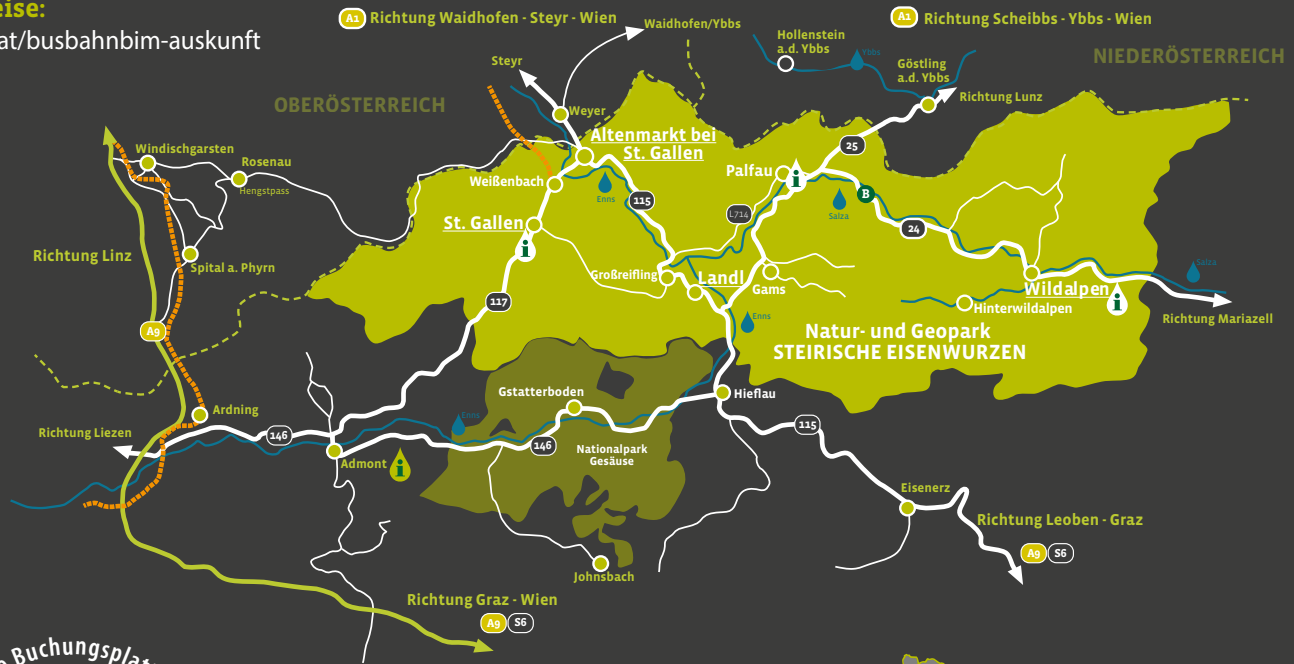 eise:
at/busbahnbim-auskunft
A1 Richtung Waidhofen - Steyr - Wien
A1 Richtung Scheibbs - Ybbs - Wien
Waidhofen/Ybbs
Hollenstein
a.d. Ybbs
Ybbs
NIEDERÖSTERREICH
Steyr
Göstling
a.d. Ybbs
Richtung Lunz
OBERÖSTERREICH
Weyer
Altenmarkt bei
St. Gallen
25
Windischgarsten
Rosenau
Hengstpass
Palfau
i
Weißenbach
Enns
115
B
Salza
L714
St. Gallen
i
24
Richtung Linz
Spital a. Phyrn
Großreifling
Landl
Gams
Salza
Wildalpen
i
117
Hinterwildalpen
Richtung Mariazell
A9
Enns
Natur- und Geopark
STEIRISCHE EISENWURZEN
Gstatterboden
Hieflau
Ardning
Enns
115
Richtung Liezen
146
146
Nationalpark
Gesäuse
Admont
i
Eisenerz
Richtung Leoben - Graz
A9 S6
Johnsbach
Richtung Graz - Wien
A9 S6
Buchungsplat